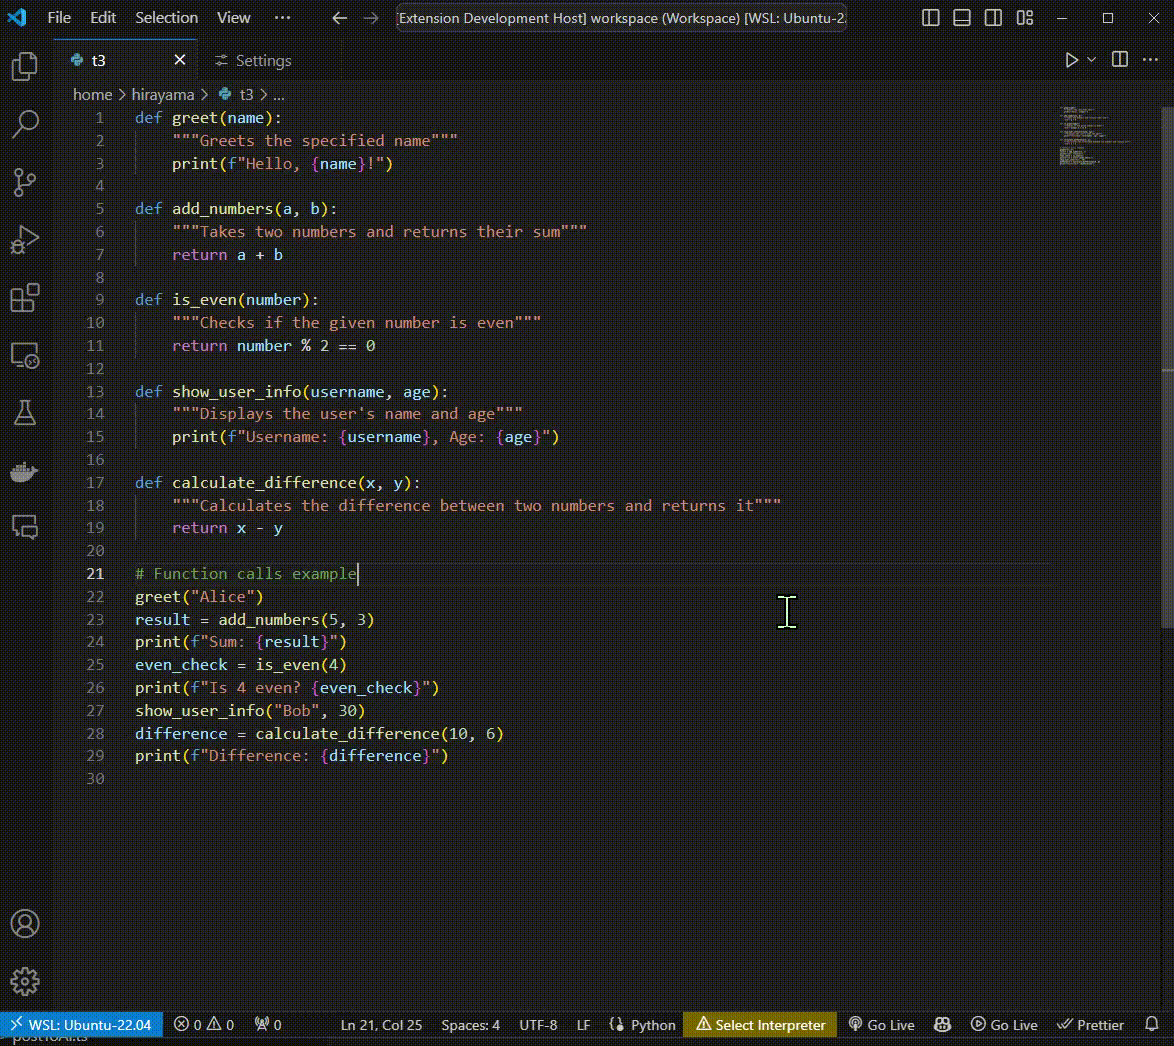 File Edit Selection View ··· [Extension Development Host] workspace (Workspace) [WSL: Ubuntu-22.
t3 Settings
home > hirayama > t3 > ...
1 def greet(name):
2 """Greets the specified name"""
3 print(f"Hello, {name}!")
4
5 def add_numbers(a, b):
6 """Takes two numbers and returns their sum"""
7 return a + b
8
9 def is_even(number):
10 """Checks if the given number is even"""
11 return number % 2 == 0
12
13 def show_user_info(username, age):
14 """Displays the user's name and age"""
15 print(f"Username: {username}, Age: {age}")
16
17 def calculate_difference(x, y):
18 """Calculates the difference between two numbers and returns it"""
19 return x - y
20
21 # Function calls example
22 greet("Alice")
23 result = add_numbers(5, 3)
24 print(f"Sum: {result}")
25 even_check = is_even(4)
26 print(f"Is 4 even? {even_check}")
27 show_user_info("Bob", 30)
28 difference = calculate_difference(10, 6)
29 print(f"Difference: {difference}")
30
WSL: Ubuntu-22.04 0 0 0 Ln 21, Col 25 Spaces: 4 UTF-8 LF Python Select Interpreter Go Live Go Live Prettier